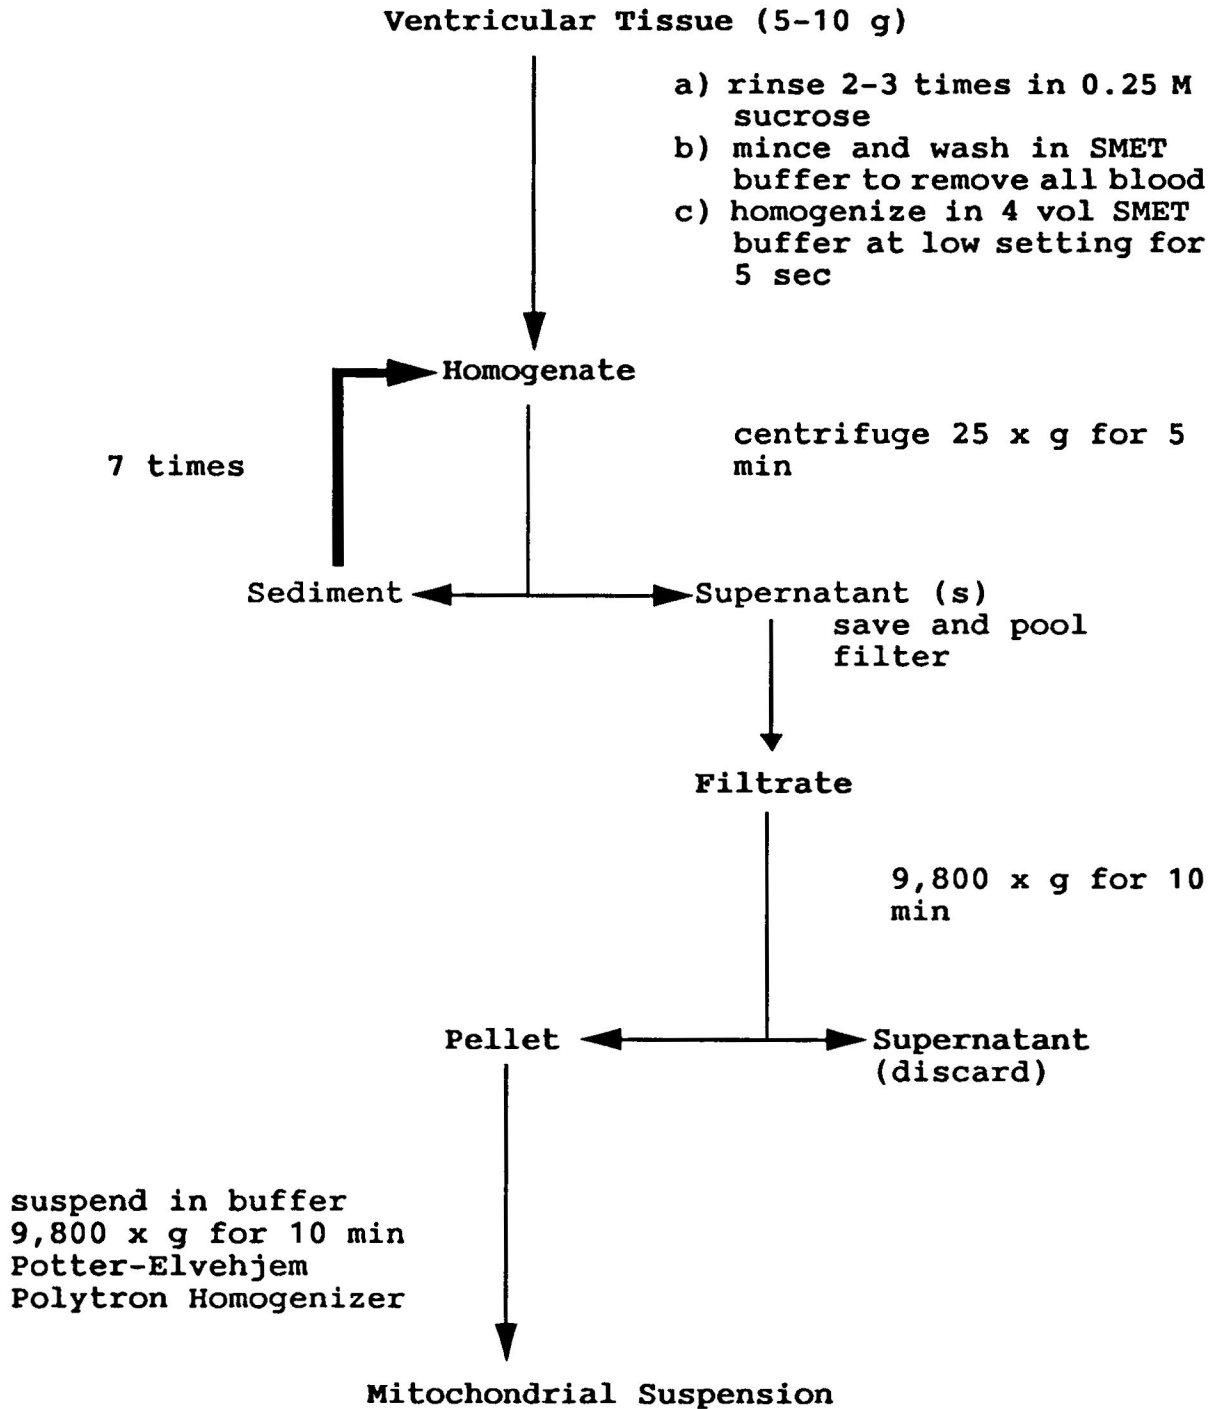 Ventricular Tissue (5-10 g)
a) rinse 2-3 times in 0.25 M
sucrose
b) mince and wash in SMET
buffer to remove all blood
c) homogenize in 4 vol SMET
buffer at low setting for
5 sec
Homogenate
centrifuge 25 x g for 5
min
7 times
Sediment
Supernatant (s)
save and pool
filter
Filtrate
9,800 x g for 10
min
Pellet
Supernatant
(discard)
suspend in buffer
9,800 x g for 10 min
Potter-Elvehjem
Polytron Homogenizer
Mitochondrial Suspension